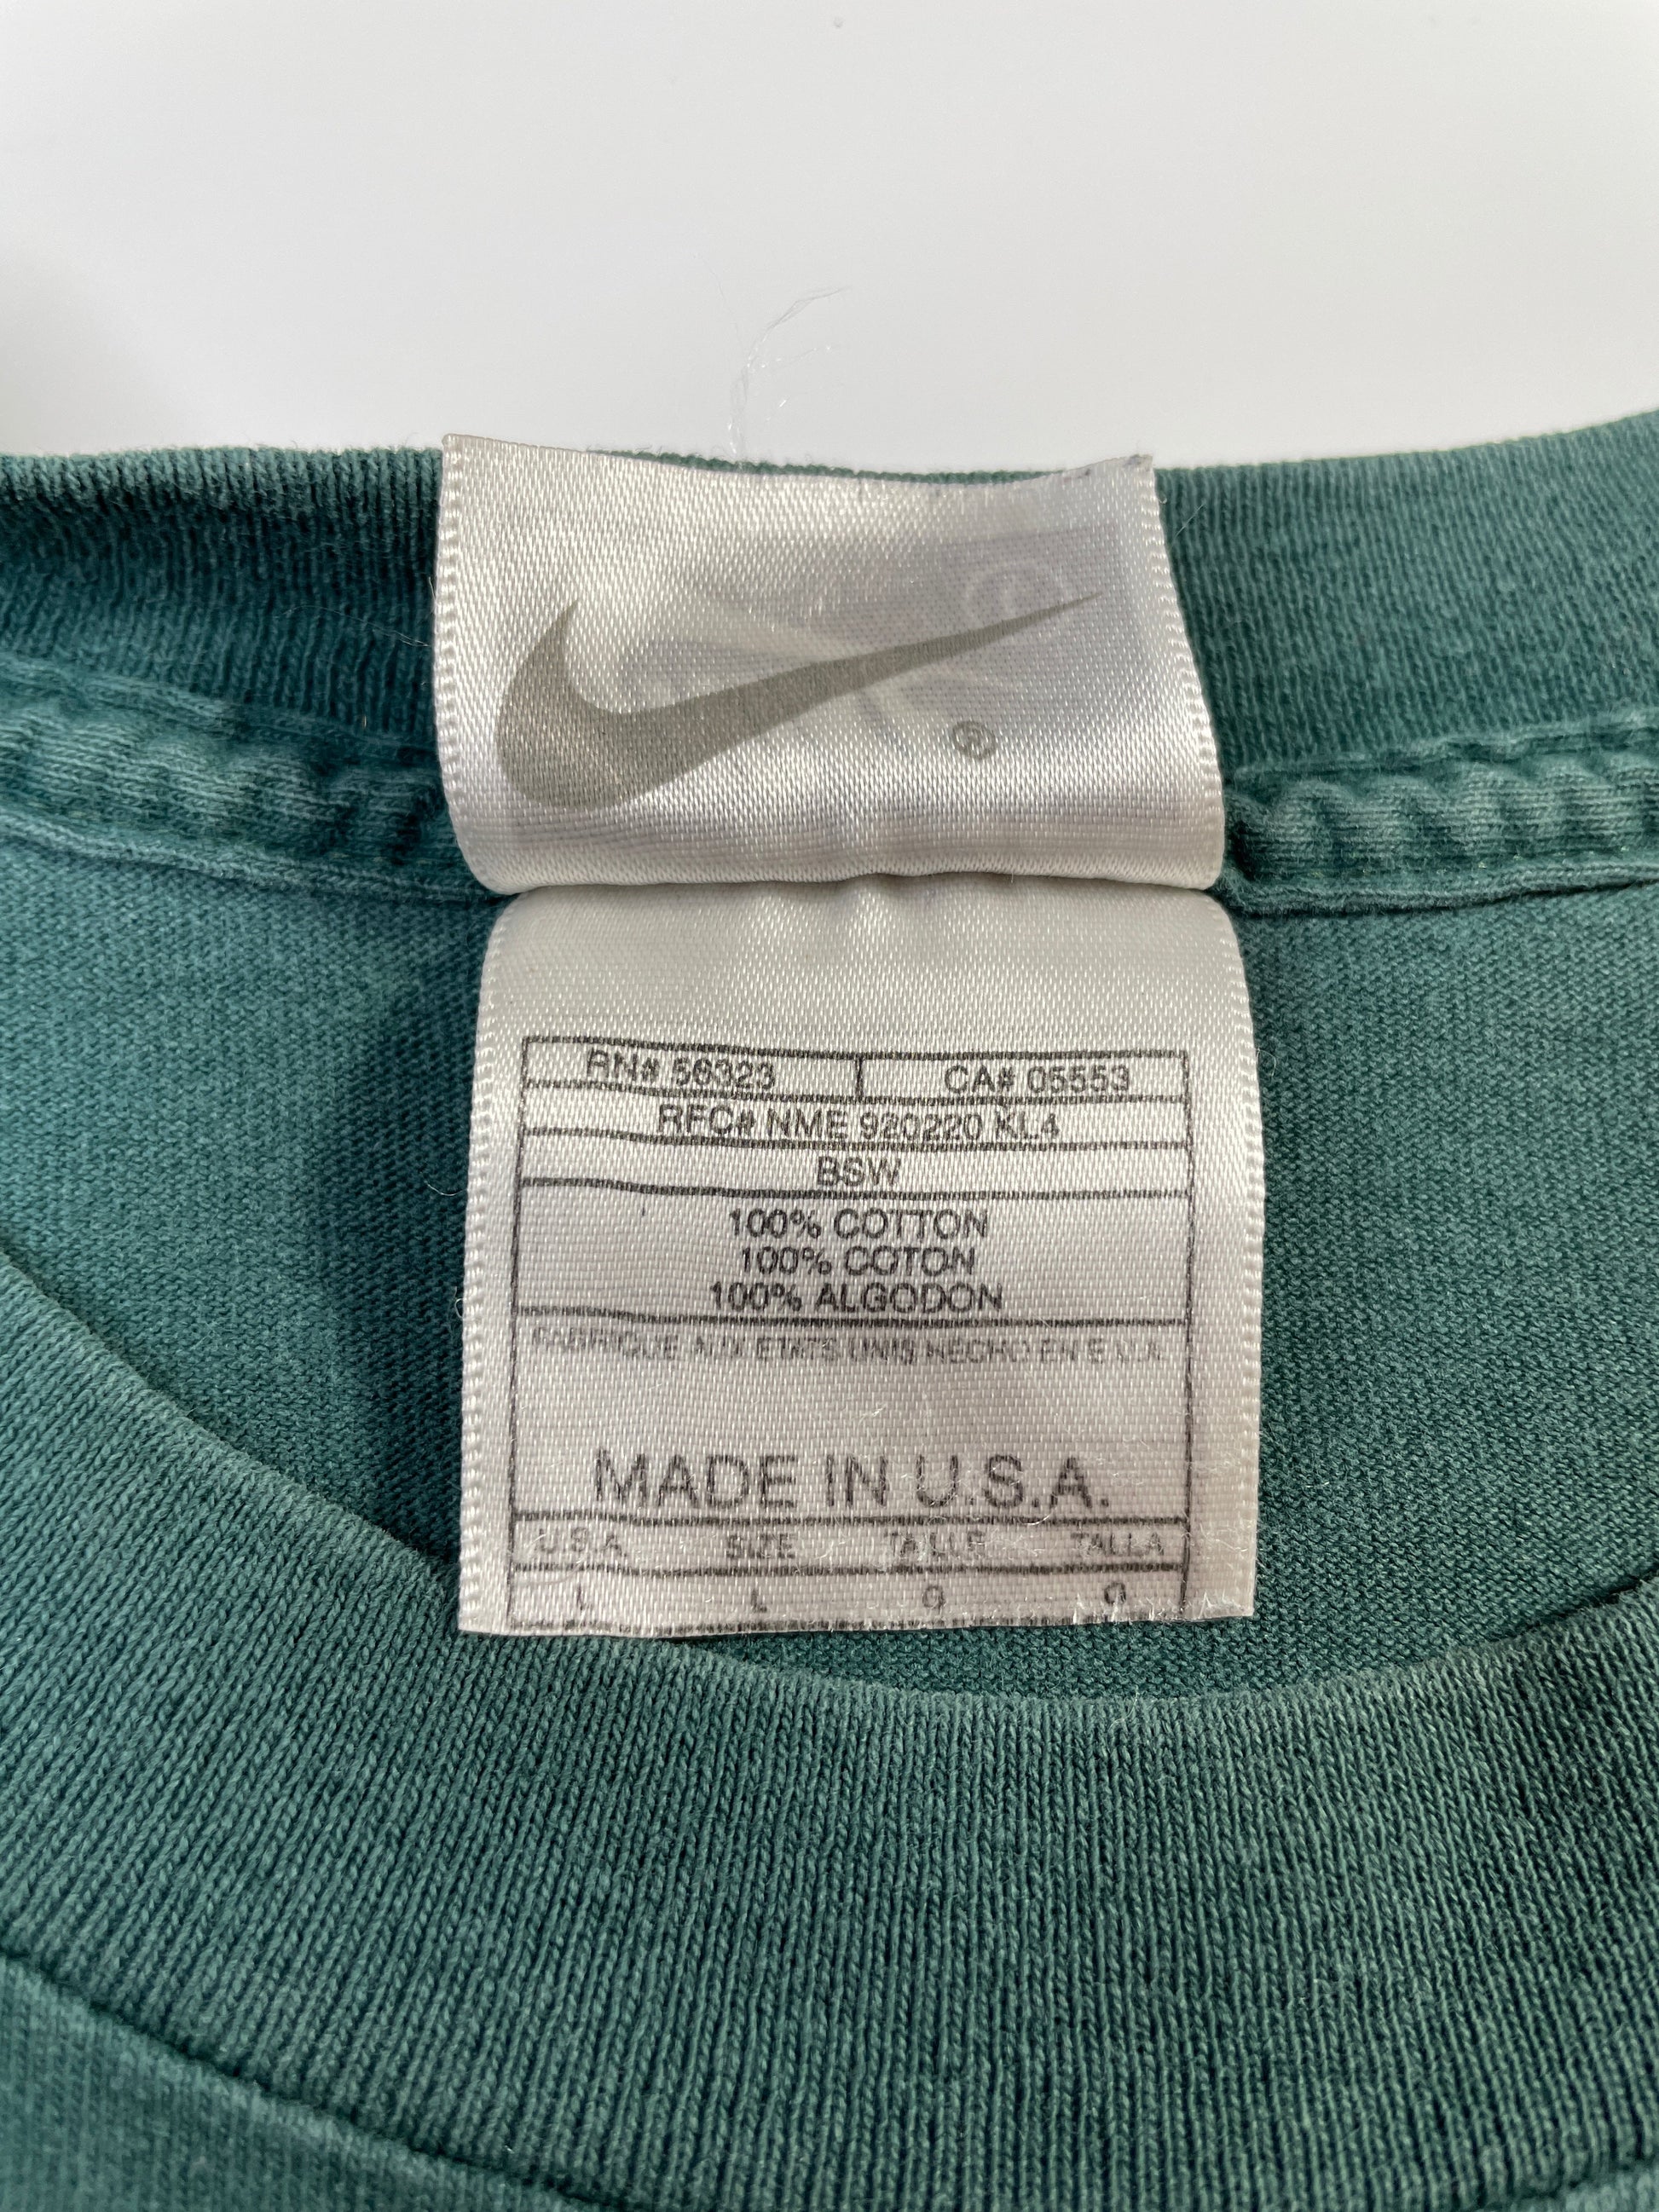 ®
RN# 56323 CA# 05553
RFC# NME 920220 KL4
BSW
100% COTTON
100% COTON
100% ALGODON
FABRIQUE AUX ETATS UNIS HECHO EN E.U.A.
MADE IN U.S.A.
U.S.A. SIZE TAILLE TALLA
L L G G